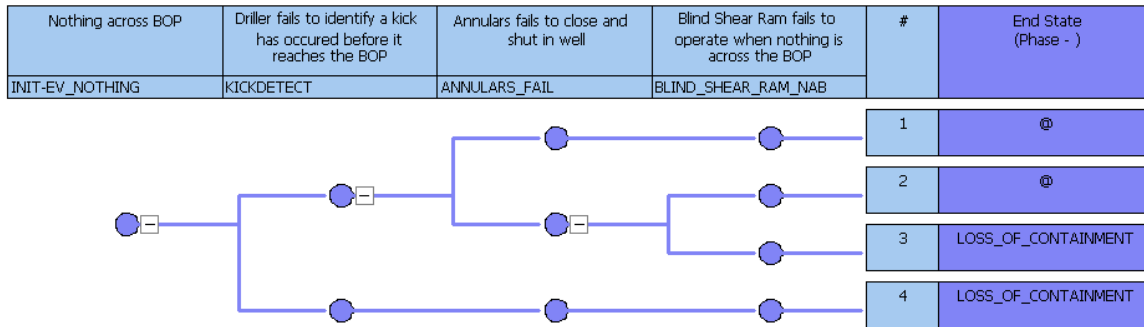 Nothing across BOP
Driller fails to identify a kick
has occured before it
reaches the BOP
Annulars fails to close and
shut in well
Blind Shear Ram fails to
operate when nothing is
across the BOP
#
End State
(Phase - )
INIT-EV_NOTHING
KICKDETECT
ANNULARS_FAIL
BLIND_SHEAR_RAM_NAB
1
@
2
@
3
LOSS_OF_CONTAINMENT
4
LOSS_OF_CONTAINMENT